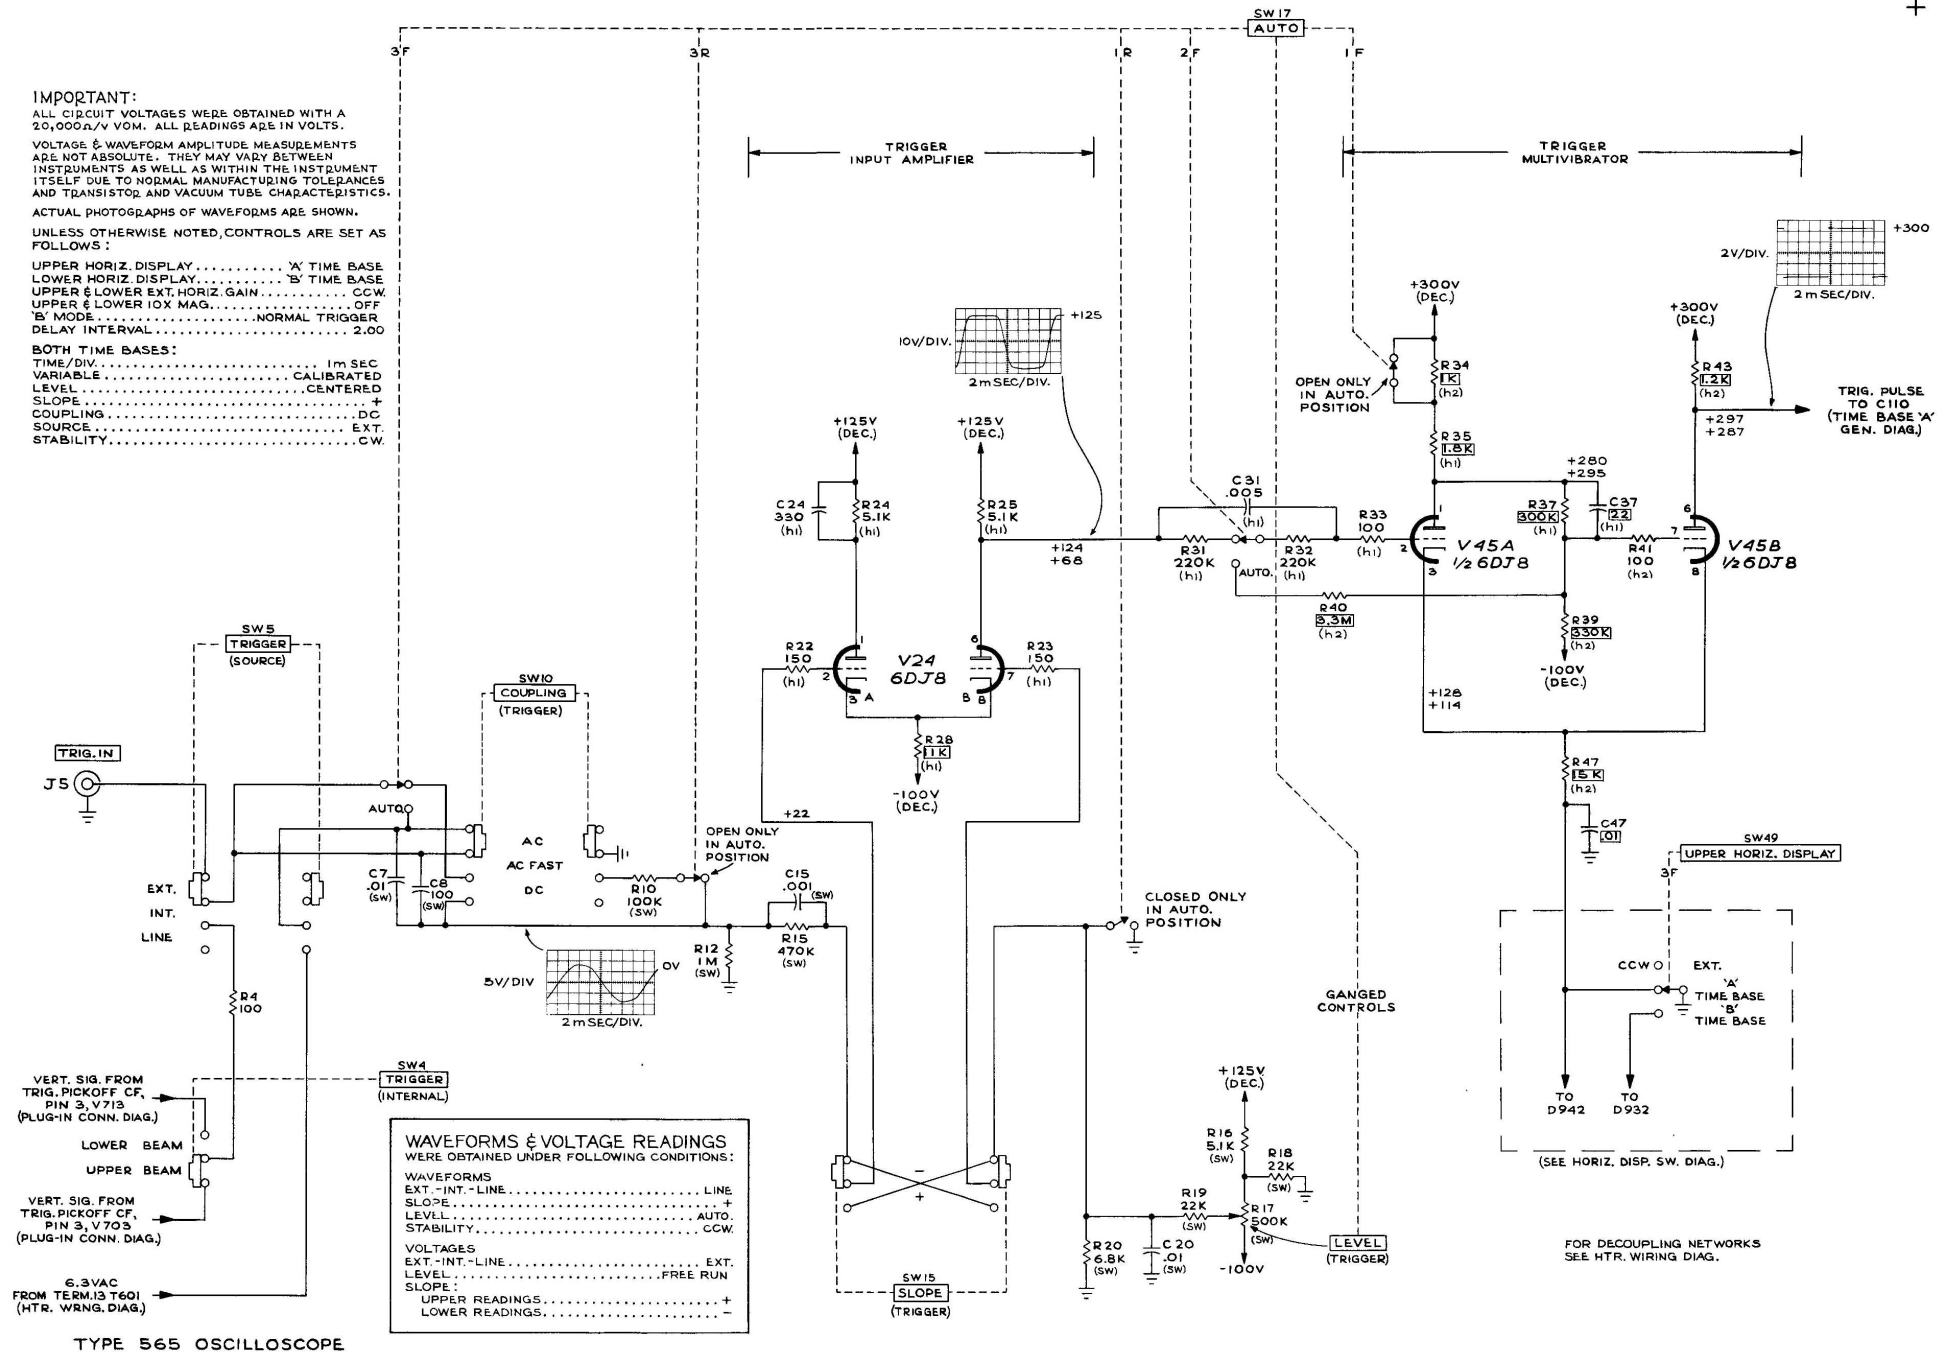 SW17
AUTO
3F
3R
1R
2F
1F
IMPORTANT:
ALL CIRCUIT VOLTAGES WERE OBTAINED WITH A
20,000Ω/V VOM. ALL READINGS ARE IN VOLTS.
VOLTAGE & WAVEFORM AMPLITUDE MEASUREMENTS
ARE NOT ABSOLUTE. THEY MAY VARY BETWEEN
INSTRUMENTS AS WELL AS WITHIN THE INSTRUMENT
ITSELF DUE TO NORMAL MANUFACTURING TOLERANCES
AND TRANSISTOR AND VACUUM TUBE CHARACTERISTICS.
ACTUAL PHOTOGRAPHS OF WAVEFORMS ARE SHOWN.
UNLESS OTHERWISE NOTED, CONTROLS ARE SET AS
FOLLOWS:
UPPER HORIZ. DISPLAY.......... 'A' TIME BASE
LOWER HORIZ. DISPLAY.......... 'B' TIME BASE
UPPER & LOWER EXT. HORIZ. GAIN.......... CCW.
UPPER & LOWER 10X MAG.......... OFF
'B' MODE.......... NORMAL TRIGGER
DELAY INTERVAL.......... 2.00
BOTH TIME BASES:
TIME/DIV.......... 1m SEC
VARIABLE.......... CALIBRATED
LEVEL.......... CENTERED
SLOPE.......... +
COUPLING.......... DC
SOURCE.......... EXT.
STABILITY.......... CW.
TRIGGER
INPUT AMPLIFIER
TRIGGER
MULTIVIBRATOR
+300
2V/DIV.
2 m SEC/DIV.
+125
10V/DIV.
2 m SEC/DIV.
+300V
(DEC.)
R34
1K
(h2)
OPEN ONLY
IN AUTO.
POSITION
R35
1.8K
(h1)
+300V
(DEC.)
R43
1.2K
(h2)
+297
+287
TRIG. PULSE
TO C110
(TIME BASE 'A'
GEN. DIAG.)
+125V
(DEC.)
C24
330
(h1)
R24
5.1K
(h1)
+125V
(DEC.)
R25
5.1K
(h1)
+124
+68
C31
.005
(h1)
R31
220K
(h1)
AUTO.
R32
220K
(h1)
R33
100
(h1)
1
2
3
V45A
1/2 6DJ8
+280
+295
R37
300K
(h1)
C37
22
(h1)
R41
100
(h2)
6
7
8
V45B
1/2 6DJ8
R40
3.3M
(h2)
R39
330K
(h2)
-100V
(DEC.)
+128
+114
R22
150
(h1)
1
2
3
A
V24
6DJ8
6
7
B 8
R23
150
(h1)
R28
11K
(h1)
-100V
(DEC.)
+22
SW5
TRIGGER
(SOURCE)
SW10
COUPLING
(TRIGGER)
TRIG. IN
J5
AUTO.
AC
AC FAST
DC
OPEN ONLY
IN AUTO.
POSITION
EXT.
INT.
LINE
C7
.01
(SW)
C8
100
(SW)
R10
100K
(SW)
C15
.001 (SW)
R12
1M
(SW)
R15
470K
(SW)
5V/DIV
0V
2 m SEC/DIV.
R4
100
CLOSED ONLY
IN AUTO.
POSITION
R47
15K
(h2)
C47
.01
SW49
UPPER HORIZ. DISPLAY
3F
CCW
EXT.
'A'
TIME BASE
'B'
TIME BASE
TO
D942
TO
D932
(SEE HORIZ. DISP. SW. DIAG.)
GANGED
CONTROLS
SW4
TRIGGER
(INTERNAL)
VERT. SIG. FROM
TRIG. PICKOFF CF,
PIN 3, V713
(PLUG-IN CONN. DIAG.)
LOWER BEAM
UPPER BEAM
VERT. SIG. FROM
TRIG. PICKOFF CF,
PIN 3, V703
(PLUG-IN CONN. DIAG.)
6.3VAC
FROM TERM.13 T601
(HTR. WRNG. DIAG.)
WAVEFORMS & VOLTAGE READINGS
WERE OBTAINED UNDER FOLLOWING CONDITIONS:
WAVEFORMS
EXT.-INT.-LINE.......... LINE
SLOPE.......... +
LEVEL.......... AUTO.
STABILITY.......... CCW.
VOLTAGES
EXT.-INT.-LINE.......... EXT.
LEVEL.......... FREE RUN
SLOPE:
UPPER READINGS.......... +
LOWER READINGS.......... −
−
+
SW15
SLOPE
(TRIGGER)
+125V
(DEC.)
R16
5.1K
(SW)
R18
22K
(SW)
R19
22K
(SW)
R17
500K
(SW)
R20
6.8K
(SW)
C20
.01
(SW)
-100V
LEVEL
(TRIGGER)
FOR DECOUPLING NETWORKS
SEE HTR. WIRING DIAG.
TYPE 565 OSCILLOSCOPE